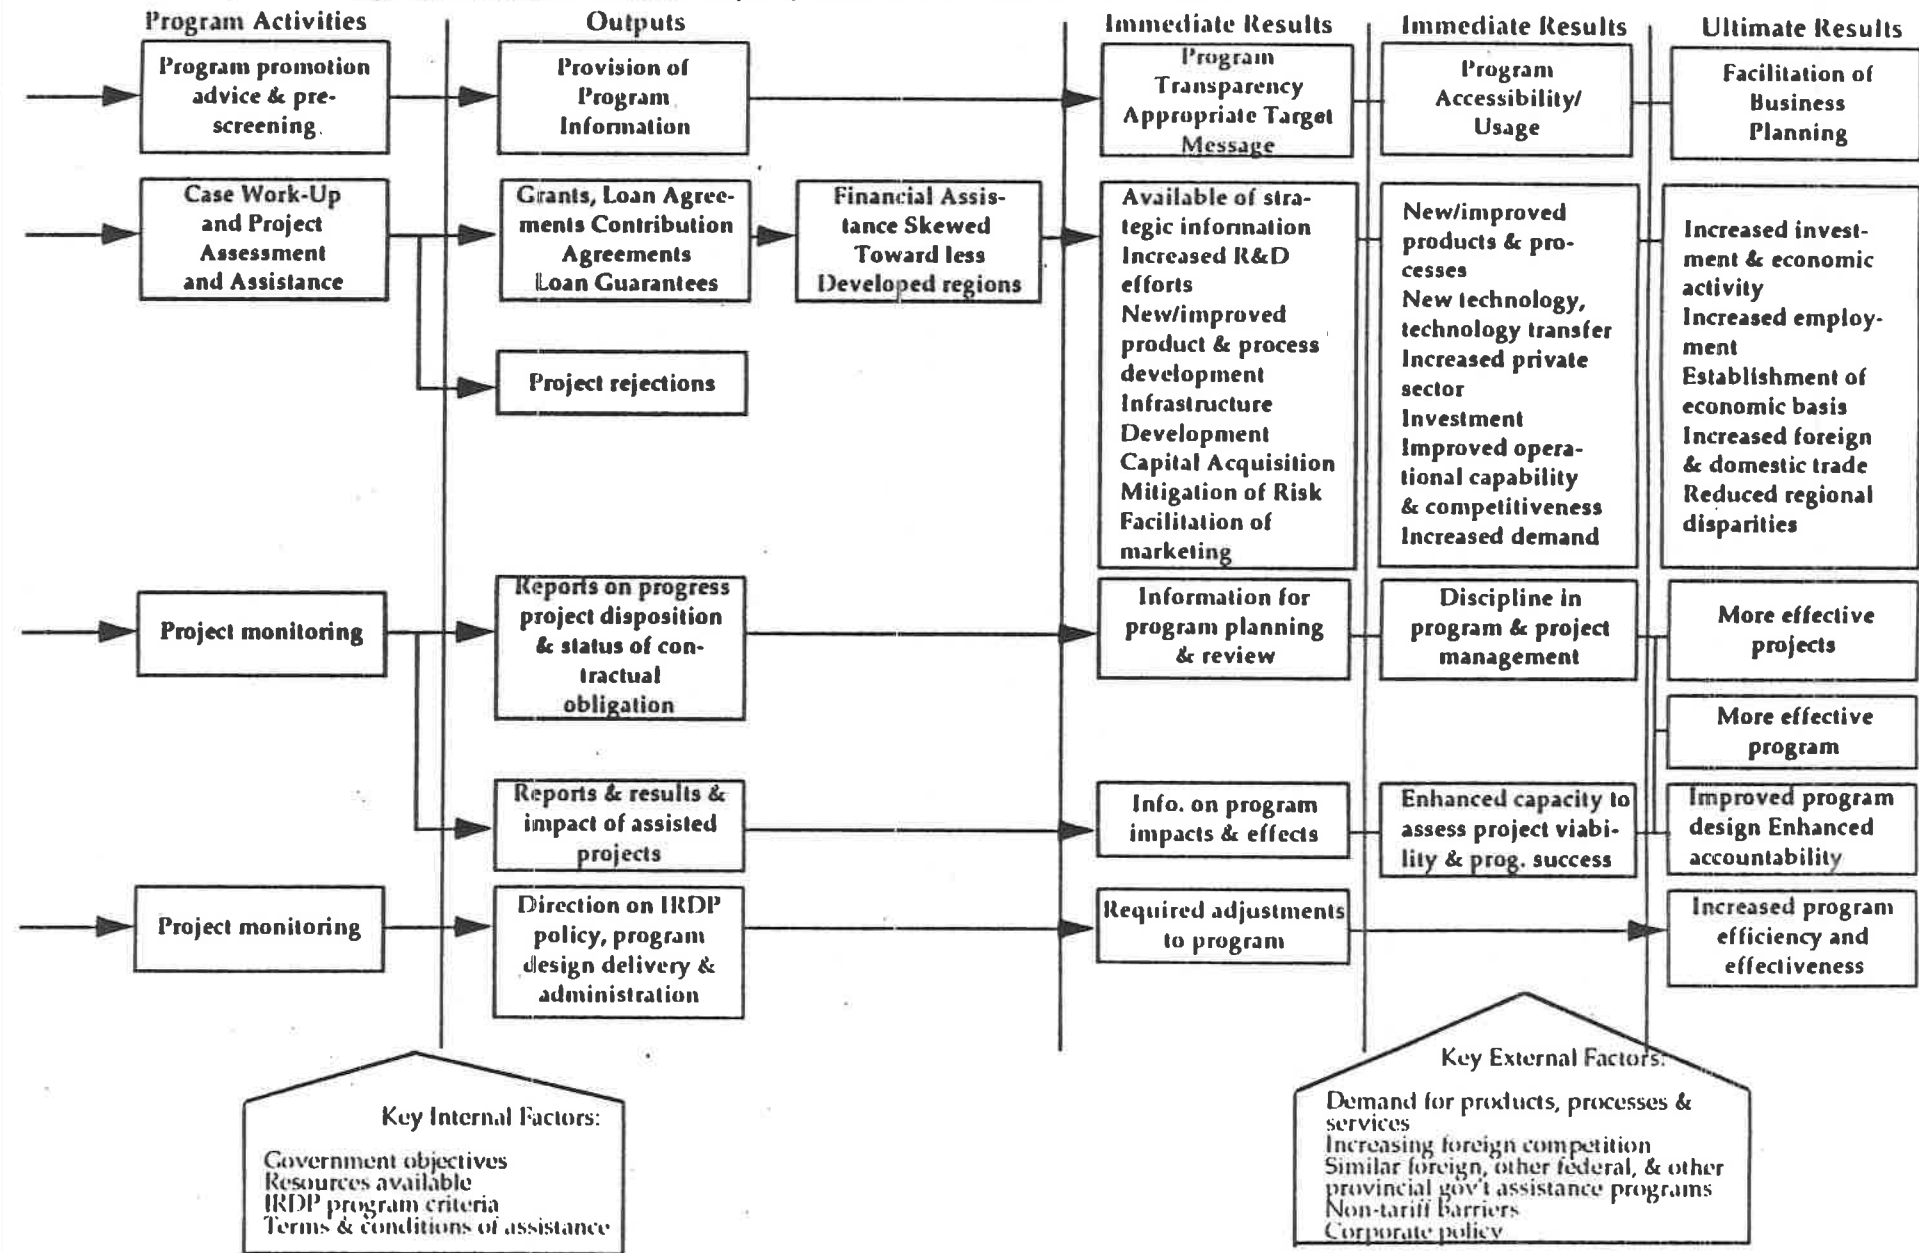 Program Activities
Outputs
Immediate Results
Immediate Results
Ultimate Results
Program promotion
advice & pre-
screening.
Provision of
Program
Information
Program
Transparency
Appropriate Target
Message
Program
Accessibility/
Usage
Facilitation of
Business
Planning
Case Work-Up
and Project
Assessment
and Assistance
Grants, Loan Agree-
ments Contribution
Agreements
Loan Guarantees
Financial Assis-
tance Skewed
Toward less
Developed regions
Project rejections
Available of stra-
tegic information
Increased R&D
efforts
New/improved
product & process
development
Infrastructure
Development
Capital Acquisition
Mitigation of Risk
Facilitation of
marketing
New/improved
products & pro-
cesses
New technology,
technology transfer
Increased private
sector
Investment
Improved opera-
tional capability
& competitiveness
Increased demand
Increased invest-
ment & economic
activity
Increased employ-
ment
Establishment of
economic basis
Increased foreign
& domestic trade
Reduced regional
disparities
Project monitoring
Reports on progress
project disposition
& status of con-
tractual
obligation
Information for
program planning
& review
Discipline in
program & project
management
More effective
projects
More effective
program
Reports & results &
impact of assisted
projects
Info. on program
impacts & effects
Enhanced capacity to
assess project viabi-
lity & prog. success
Improved program
design Enhanced
accountability
Project monitoring
Direction on IRDP
policy, program
design delivery &
administration
Required adjustments
to program
Increased program
efficiency and
effectiveness
Key Internal Factors:
Government objectives
Resources available
IRDP program criteria
Terms & conditions of assistance
Key External Factors:
Demand for products, processes &
services
Increasing foreign competition
Similar foreign, other federal, & other
provincial gov't assistance programs
Non-tariff barriers
Corporate policy